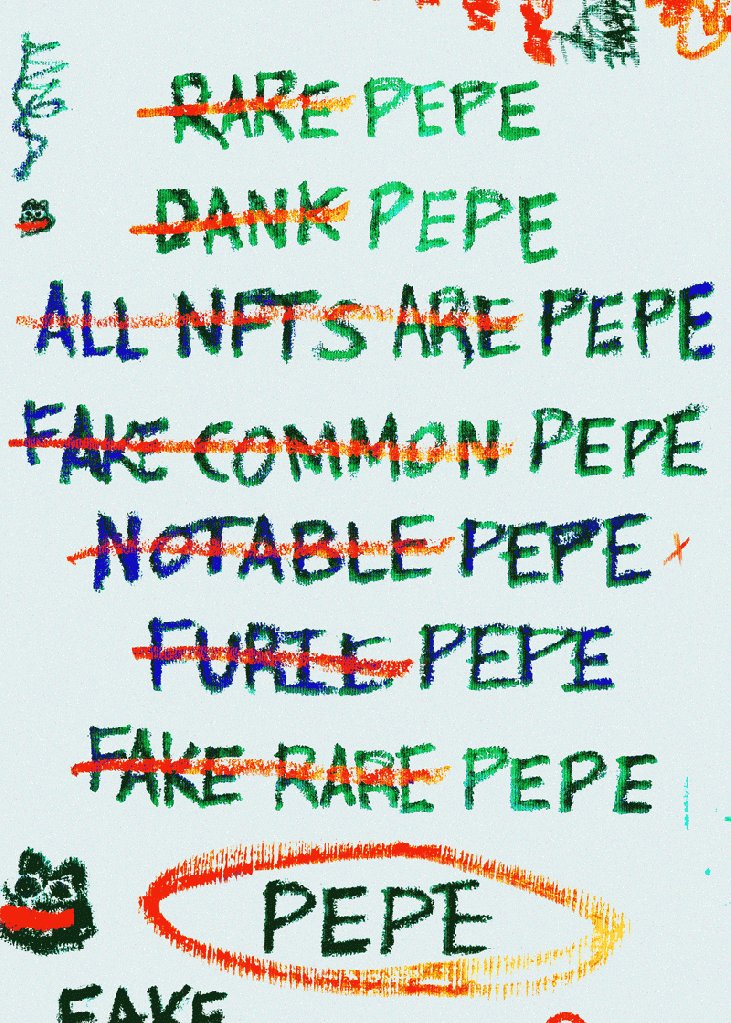 RARE PEPE
DANK PEPE
ALL NFTS ARE PEPE
FAKE COMMON PEPE
NOTABLE PEPE
FURIE PEPE
FAKE RARE PEPE
PEPE
FAKE